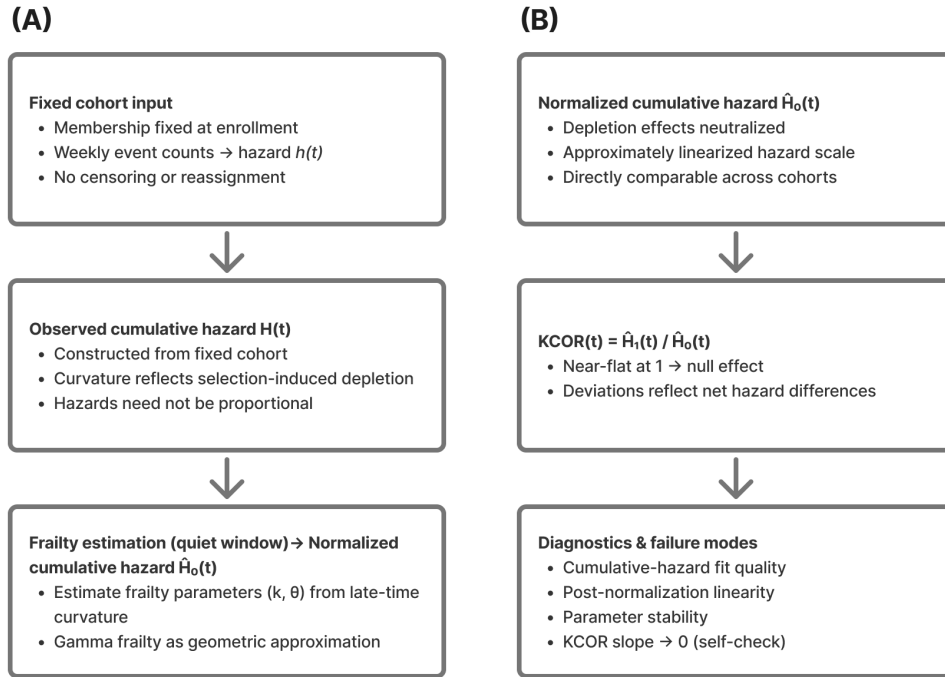 (A)
Fixed cohort input
• Membership fixed at enrollment
• Weekly event counts → hazard h(t)
• No censoring or reassignment
Observed cumulative hazard H(t)
• Constructed from fixed cohort
• Curvature reflects selection-induced depletion
• Hazards need not be proportional
Frailty estimation (quiet window)→ Normalized
cumulative hazard Ĥ₀(t)
• Estimate frailty parameters (k, θ) from late-time
curvature
• Gamma frailty as geometric approximation
(B)
Normalized cumulative hazard Ĥ₀(t)
• Depletion effects neutralized
• Approximately linearized hazard scale
• Directly comparable across cohorts
KCOR(t) = Ĥ₁(t) / Ĥ₀(t)
• Near-flat at 1 → null effect
• Deviations reflect net hazard differences
Diagnostics & failure modes
• Cumulative-hazard fit quality
• Post-normalization linearity
• Parameter stability
• KCOR slope → 0 (self-check)